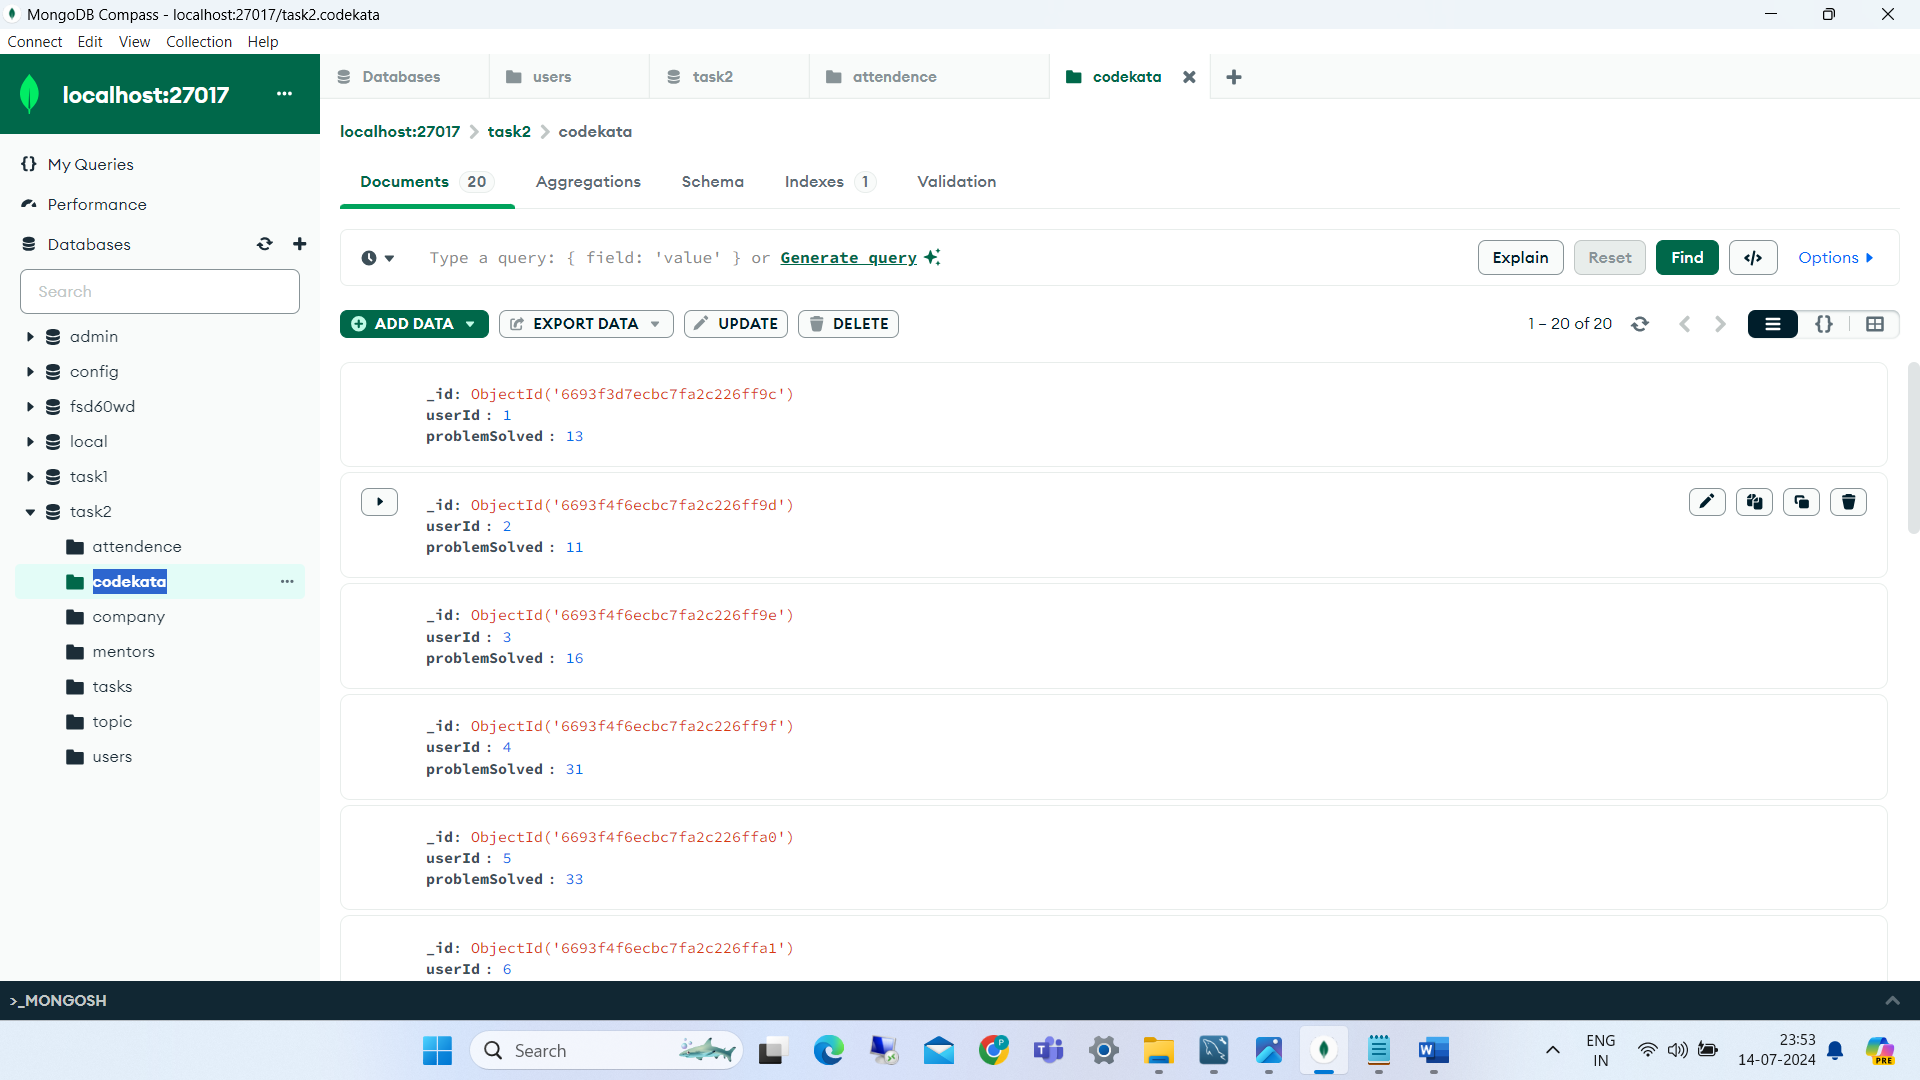 MongoDB Compass - localhost:27017/task2.codekata
Connect Edit View Collection Help
localhost:27017 ...
Databases users task2 attendence codekata
localhost:27017 > task2 > codekata
My Queries
Performance
Databases
Search
admin
config
fsd60wd
local
task1
task2
attendence
codekata ...
company
mentors
tasks
topic
users
Documents 20 Aggregations Schema Indexes 1 Validation
Type a query: { field: 'value' } or Generate query
Explain Reset Find </> Options
ADD DATA EXPORT DATA UPDATE DELETE
1 – 20 of 20 {}
_id: ObjectId('6693f3d7ecbc7fa2c226ff9c')
userId : 1
problemSolved : 13
_id: ObjectId('6693f4f6ecbc7fa2c226ff9d')
userId : 2
problemSolved : 11
_id: ObjectId('6693f4f6ecbc7fa2c226ff9e')
userId : 3
problemSolved : 16
_id: ObjectId('6693f4f6ecbc7fa2c226ff9f')
userId : 4
problemSolved : 31
_id: ObjectId('6693f4f6ecbc7fa2c226ffa0')
userId : 5
problemSolved : 33
_id: ObjectId('6693f4f6ecbc7fa2c226ffa1')
userId : 6
>_MONGOSH
Search
ENG
IN
23:53
14-07-2024
PRE